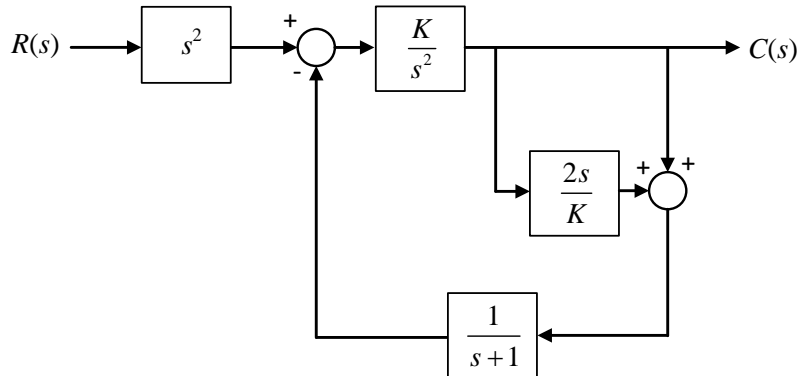 R(s)
s²
+
-
K
s²
C(s)
2s
K
+
+
1
s+1